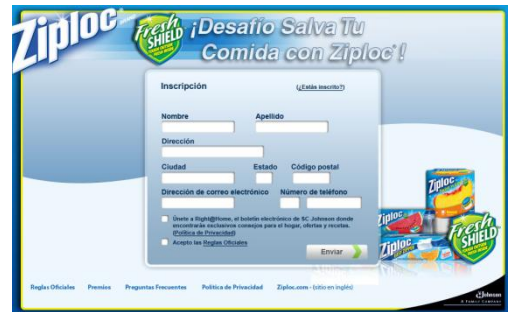 Ziploc
Fresh SHIELD
¡Desafío Salva Tu
Comida con Ziploc®!
Inscripción
(¿Estás inscrito?)
Nombre Apellido
Dirección
Ciudad Estado Código postal
Dirección de correo electrónico Número de teléfono
Únete a Right@Home, el boletín electrónico de SC Johnson donde
encontrarás exclusivos consejos para el hogar, ofertas y recetas.
(Política de Privacidad)
Acepto las Reglas Oficiales
Enviar
Ziploc
Ziploc
Ziploc
Fresh SHIELD
Reglas Oficiales Premios Preguntas Frecuentes Política de Privacidad Ziploc.com - (sitio en inglés)
Johnson
A FAMILY COMPANY